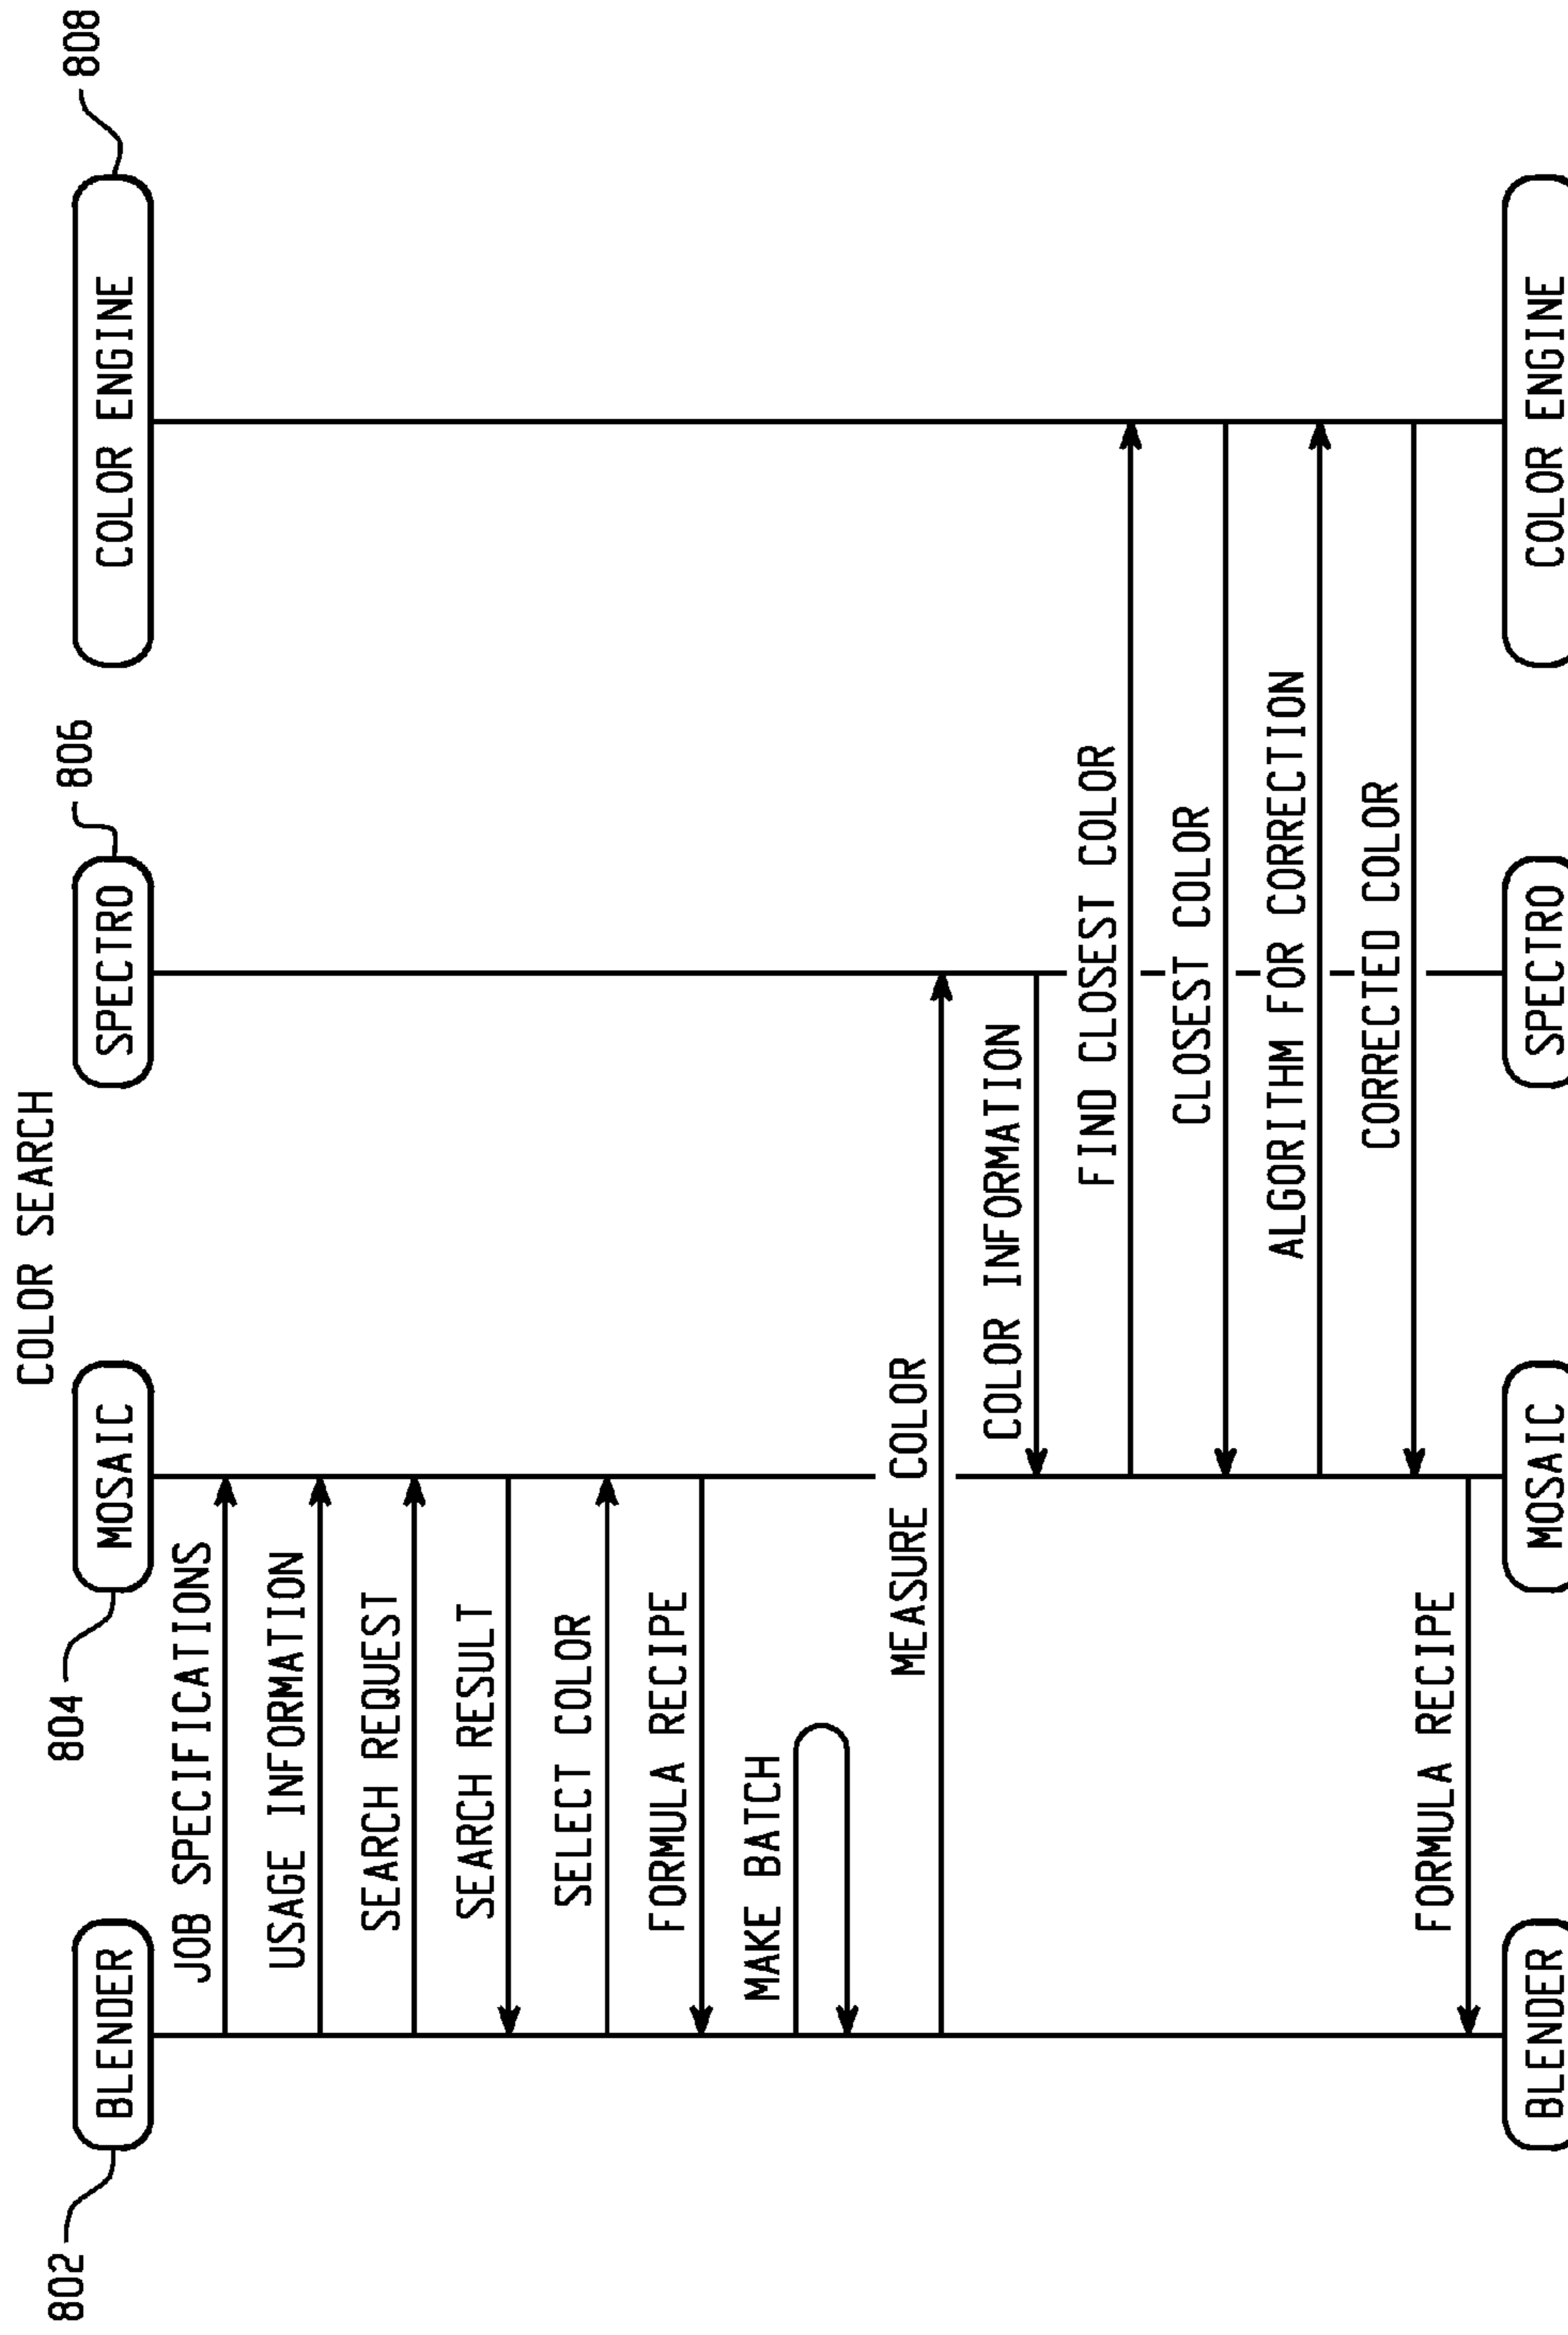 COLOR SEARCH
802
804
806
808
BLENDER
MOSAIC
SPECTRO
COLOR ENGINE
JOB SPECIFICATIONS
USAGE INFORMATION
SEARCH REQUEST
SEARCH RESULT
SELECT COLOR
FORMULA RECIPE
MAKE BATCH
MEASURE COLOR
COLOR INFORMATION
FIND CLOSEST COLOR
CLOSEST COLOR
ALGORITHM FOR CORRECTION
CORRECTED COLOR
FORMULA RECIPE
BLENDER
MOSAIC
SPECTRO
COLOR ENGINE